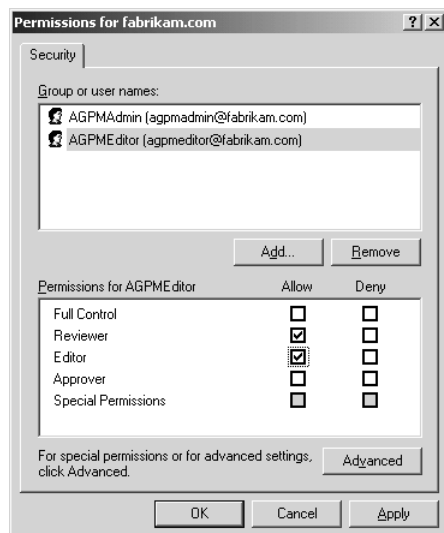 Permissions for fabrikam.com
Security
Group or user names:
AGPMAdmin (agpmadmin@fabrikam.com)
AGPMEditor (agpmeditor@fabrikam.com)
Add... Remove
Permissions for AGPMEditor Allow Deny
Full Control
Reviewer
Editor
Approver
Special Permissions
For special permissions or for advanced settings,
click Advanced.
Advanced
OK Cancel Apply